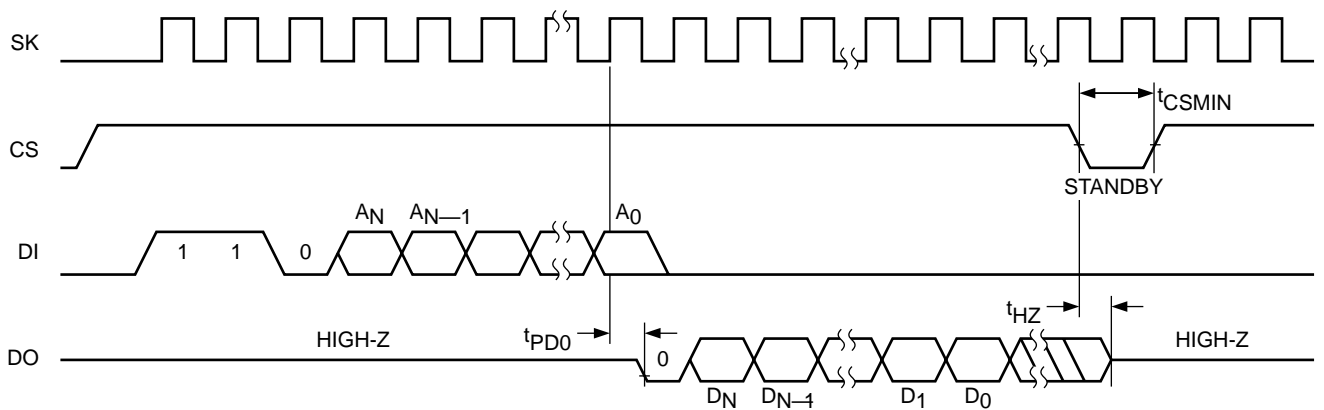 SK
tCSMIN
CS
STANDBY
AN AN—1 A0
DI 1 1 0
tHZ
tPD0
HIGH-Z HIGH-Z
DO 0
DN DN—1 D1 D0